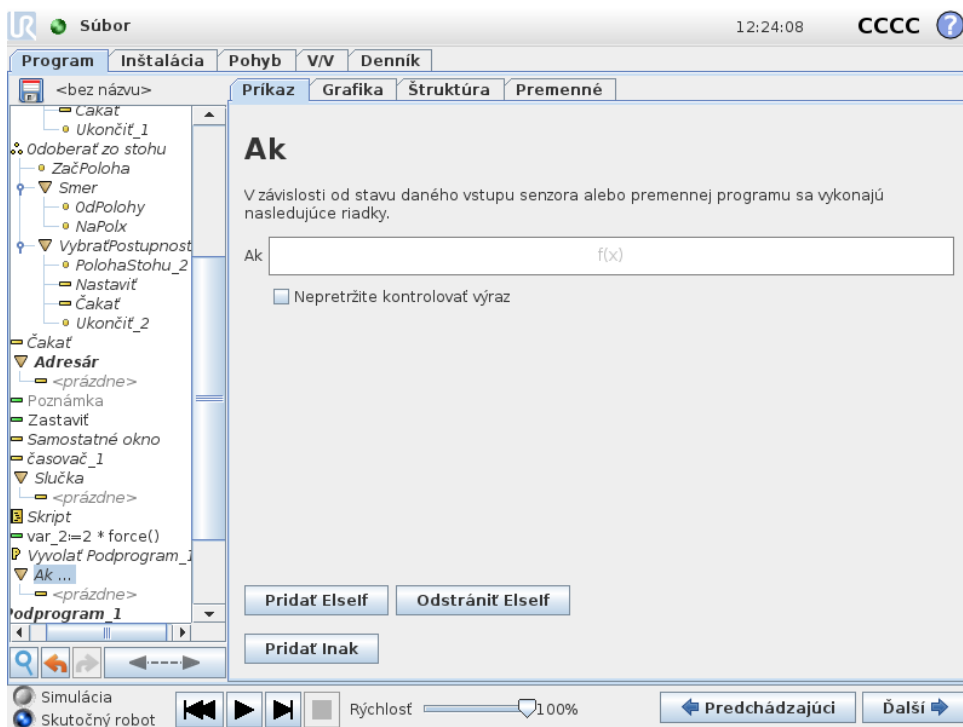 UR Súbor 12:24:08 CCCC ?
Program Inštalácia Pohyb V/V Denník
<bez názvu> Príkaz Grafika Štruktúra Premenné
Čakať
Ukončiť_1
Odoberať zo stohu
ZačPoloha
Smer
OdPolohy
NaPolx
VybraťPostupnost
PolohaStohu_2
Nastaviť
Čakať
Ukončiť_2
Čakať
Adresár
<prázdne>
Poznámka
Zastaviť
Samostatné okno
časovač_1
Slučka
<prázdne>
Skript
var_2:=2 * force()
Vyvolať Podprogram_1
Ak ...
<prázdne>
Podprogram_1
Ak
V závislosti od stavu daného vstupu senzora alebo premennej programu sa vykonajú
nasledujúce riadky.
Ak f(x)
Nepretržite kontrolovať výraz
Pridať ElseIf Odstrániť ElseIf
Pridať Inak
Simulácia
Skutočný robot
Rýchlosť 100%
Predchádzajúci Ďalší